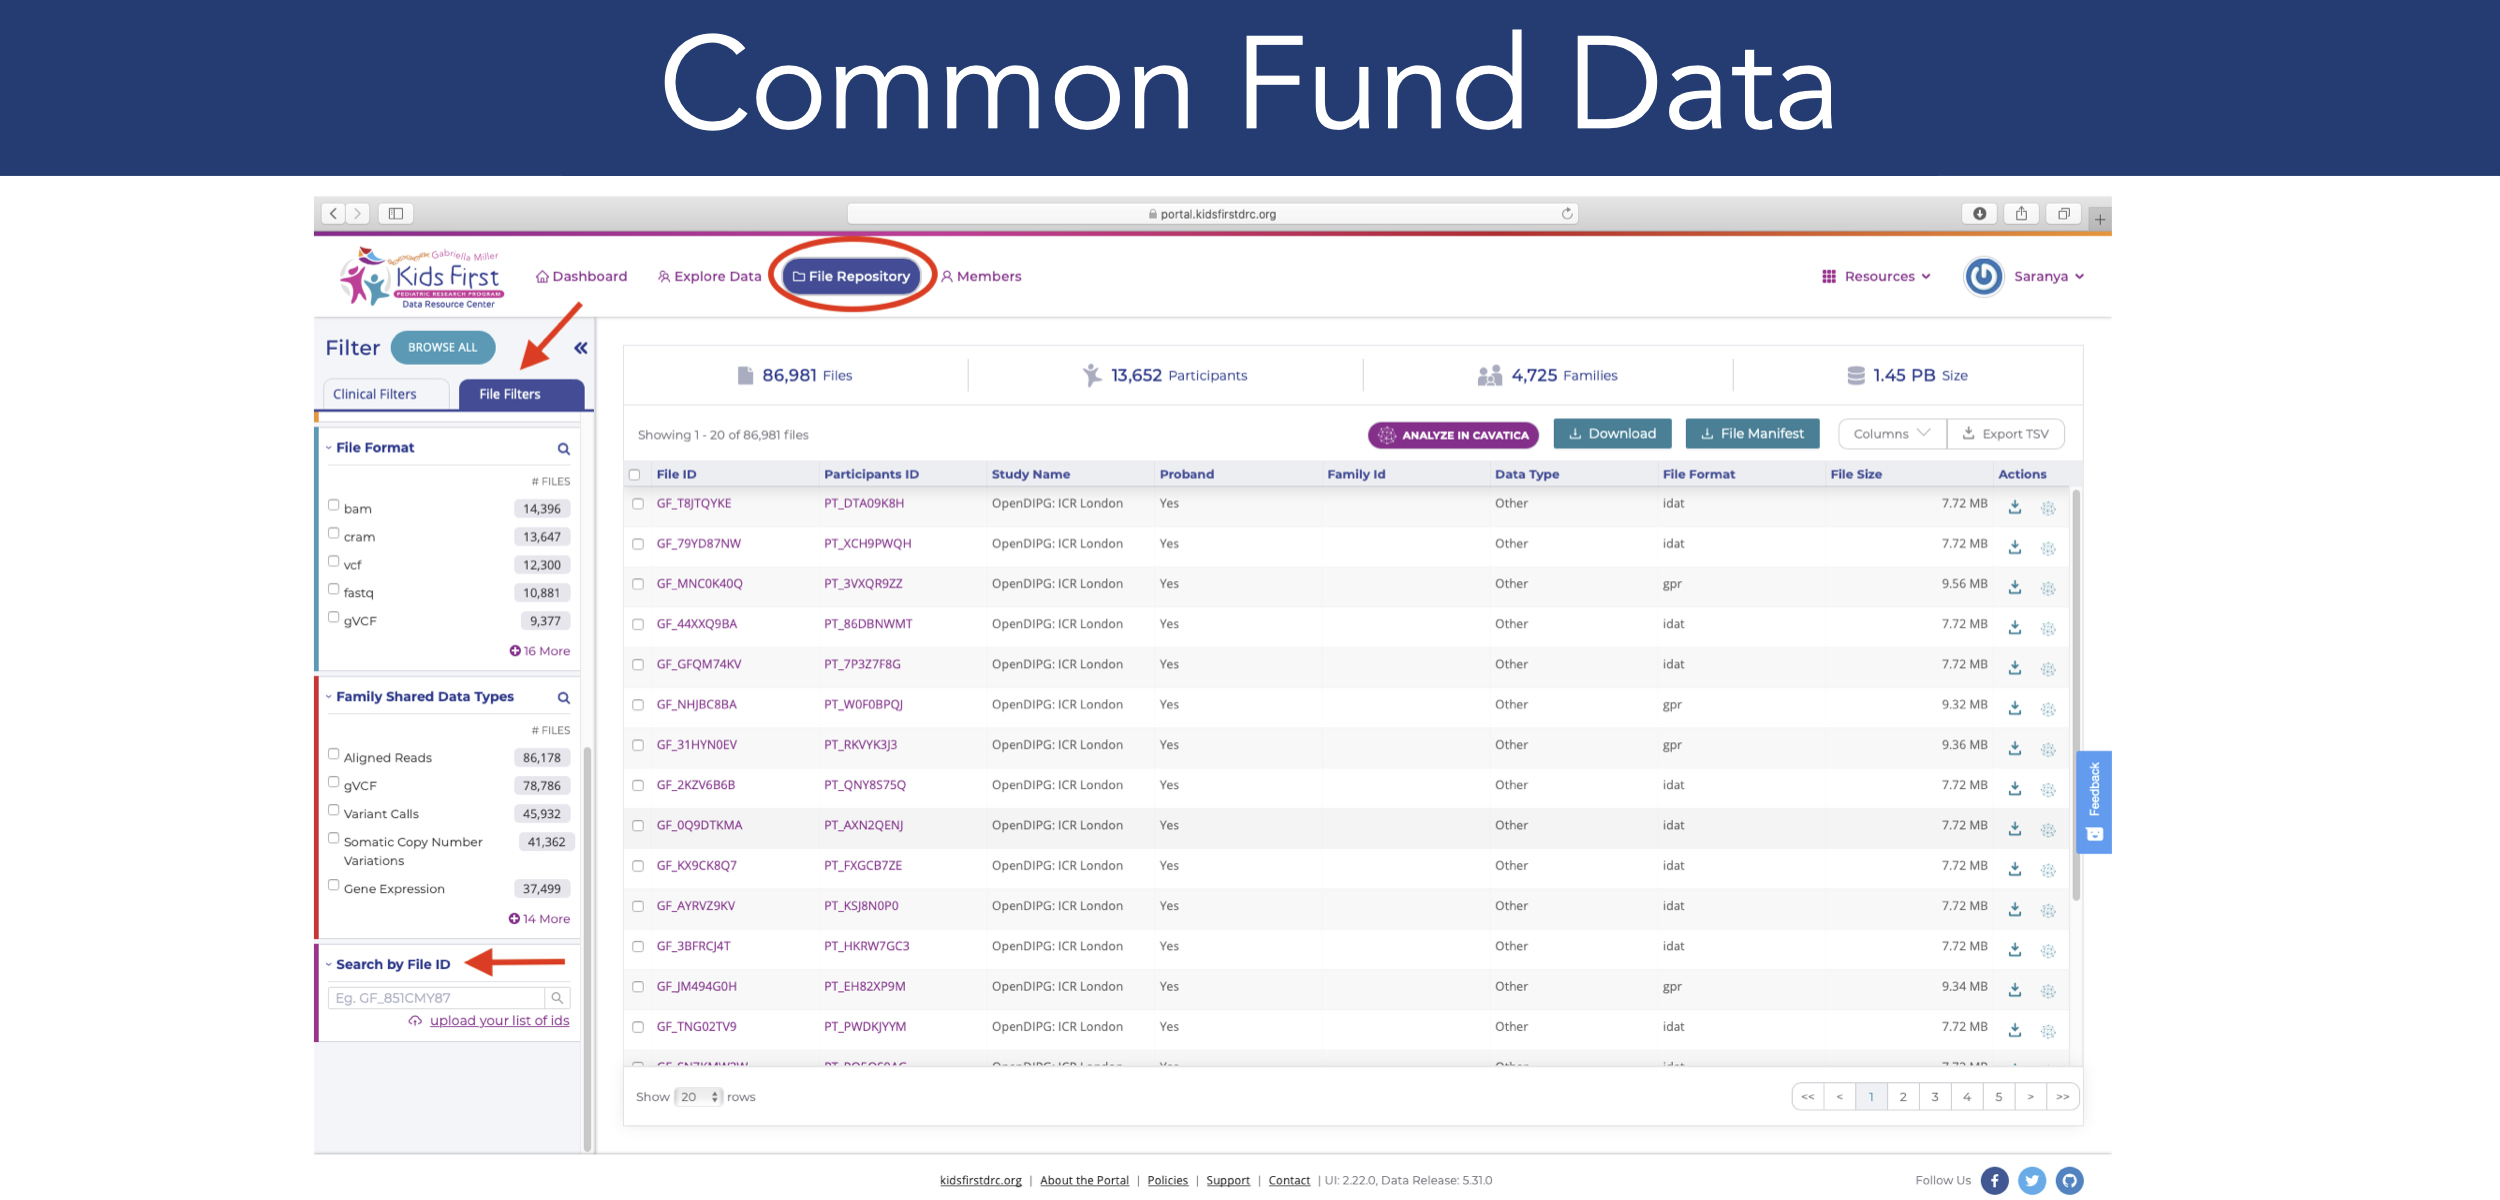 Common Fund Data
portal.kidsfirstdrc.org
Gabriella Miller
Kids First
PEDIATRIC RESEARCH PROGRAM
Data Resource Center
Dashboard Explore Data File Repository Members Resources Saranya
Filter BROWSE ALL
Clinical Filters File Filters
File Format
# FILES
bam 14,396
cram 13,647
vcf 12,300
fastq 10,881
gVCF 9,377
16 More
Family Shared Data Types
# FILES
Aligned Reads 86,178
gVCF 78,786
Variant Calls 45,932
Somatic Copy Number 41,362
Variations
Gene Expression 37,499
14 More
Search by File ID
Eg. GF_851CMY87
upload your list of ids
86,981 Files 13,652 Participants 4,725 Families 1.45 PB Size
Showing 1 - 20 of 86,981 files ANALYZE IN CAVATICA Download File Manifest Columns Export TSV
File ID Participants ID Study Name Proband Family Id Data Type File Format File Size Actions
GF_T8JTQYKE PT_DTA09K8H OpenDIPG: ICR London Yes Other idat 7.72 MB
GF_79YD87NW PT_XCH9PWQH OpenDIPG: ICR London Yes Other idat 7.72 MB
GF_MNC0K40Q PT_3VXQR9ZZ OpenDIPG: ICR London Yes Other gpr 9.56 MB
GF_44XXQ9BA PT_86DBNWMT OpenDIPG: ICR London Yes Other idat 7.72 MB
GF_GFQM74KV PT_7P3Z7F8G OpenDIPG: ICR London Yes Other idat 7.72 MB
GF_NHJBC8BA PT_W0F0BPQJ OpenDIPG: ICR London Yes Other gpr 9.32 MB
GF_31HYN0EV PT_RKVYK3J3 OpenDIPG: ICR London Yes Other gpr 9.36 MB
GF_2KZV6B6B PT_QNY8S75Q OpenDIPG: ICR London Yes Other idat 7.72 MB
GF_0Q9DTKMA PT_AXN2QENJ OpenDIPG: ICR London Yes Other idat 7.72 MB
GF_KX9CK8Q7 PT_FXGCB7ZE OpenDIPG: ICR London Yes Other idat 7.72 MB
GF_AYRVZ9KV PT_KSJ8N0P0 OpenDIPG: ICR London Yes Other idat 7.72 MB
GF_3BFRCJ4T PT_HKRW7GC3 OpenDIPG: ICR London Yes Other idat 7.72 MB
GF_JM494G0H PT_EH82XP9M OpenDIPG: ICR London Yes Other gpr 9.34 MB
GF_TNG02TV9 PT_PWDKJYYM OpenDIPG: ICR London Yes Other idat 7.72 MB
Show 20 rows << < 1 2 3 4 5 > >>
Feedback
kidsfirstdrc.org | About the Portal | Policies | Support | Contact | UI: 2.22.0, Data Release: 5.31.0 Follow Us